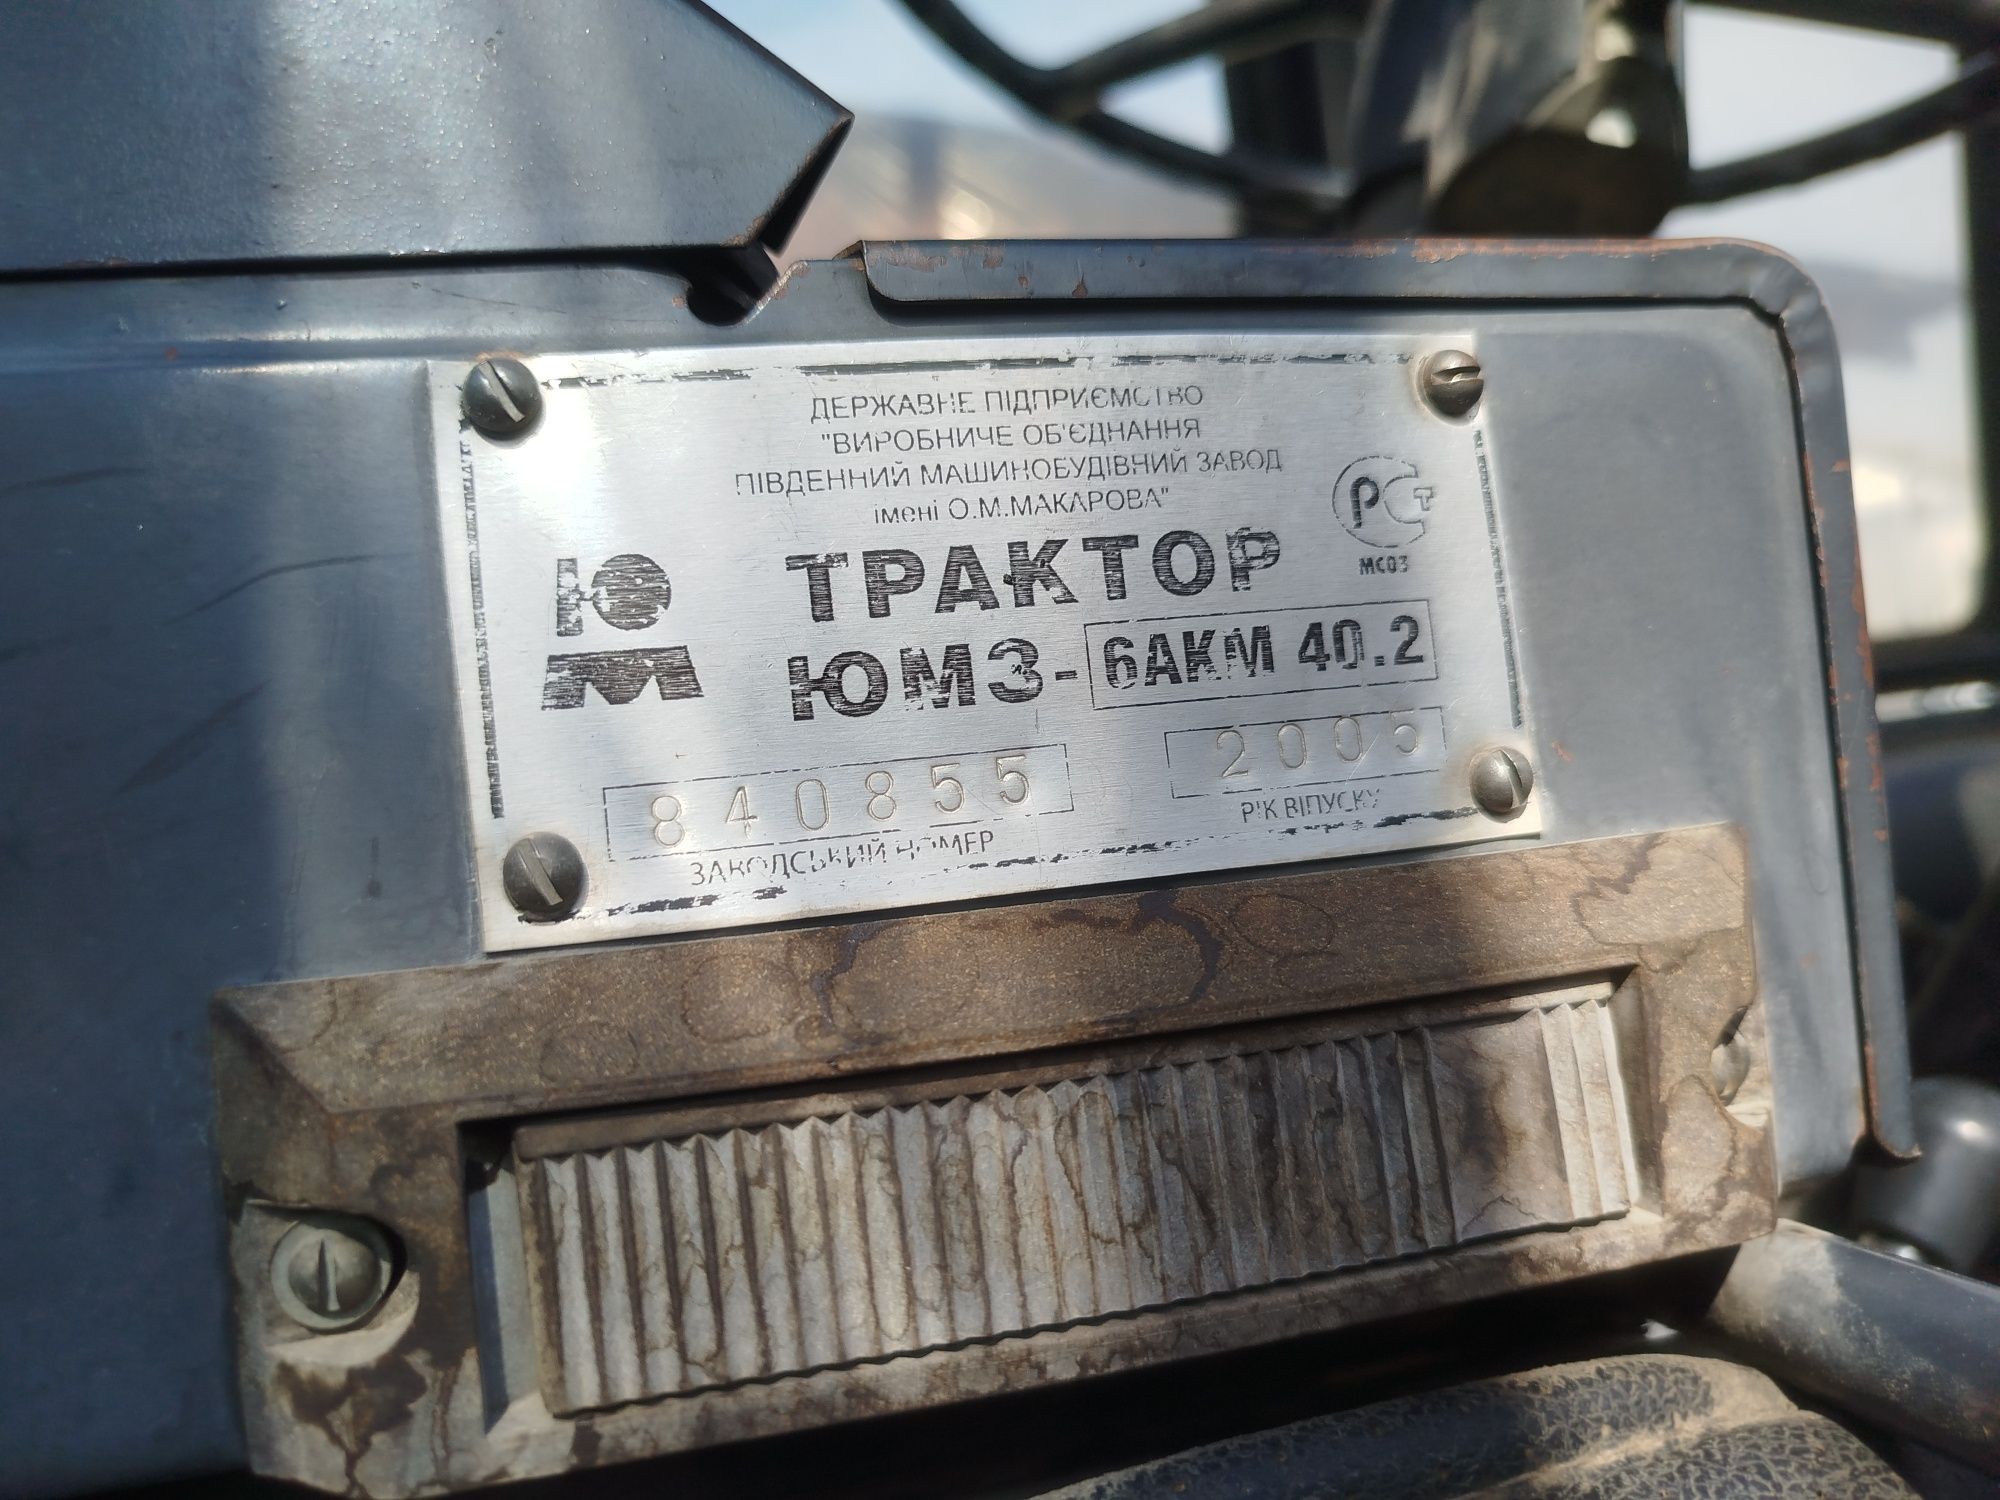 ДЕРЖАВНЕ ПІДПРИЄМСТВО
"ВИРОБНИЧЕ ОБ'ЄДНАННЯ
ПІВДЕННИЙ МАШИНОБУДІВНИЙ ЗАВОД
імені О.М.МАКАРОВА"
РСТ
МС03
ЮМ
ТРАКТОР
ЮМЗ-6АКМ 40.2
840855
ЗАВОДСЬКИЙ НОМЕР
2005
РІК ВІПУСКУ